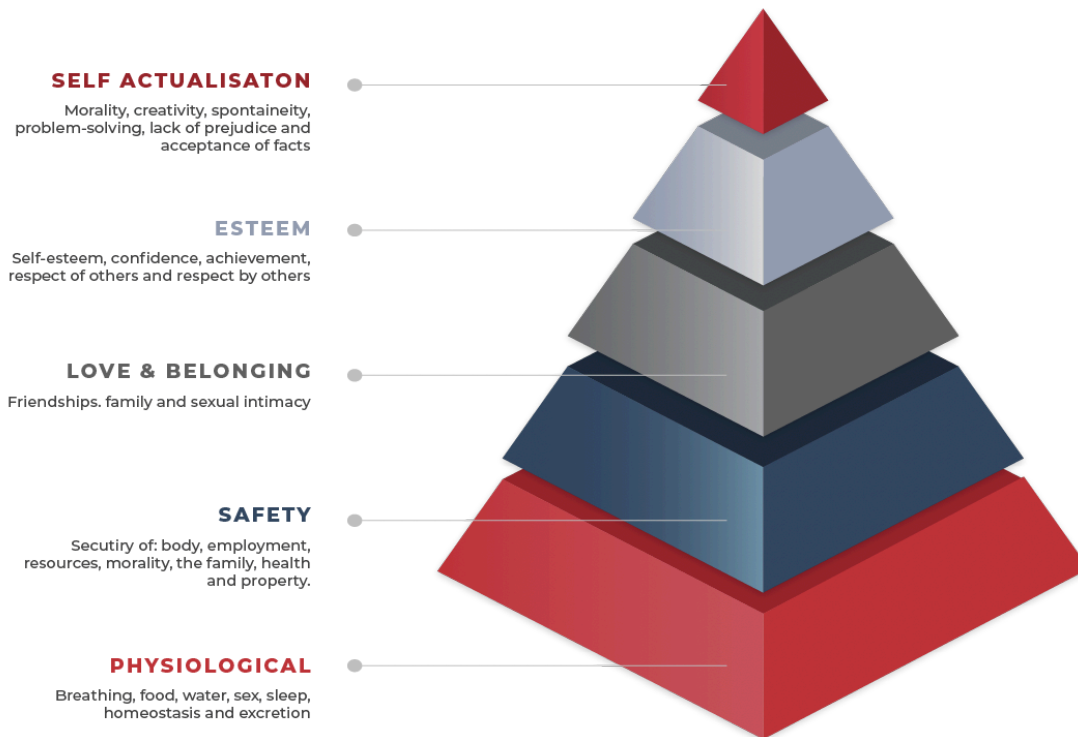 SELF ACTUALISATON
Morality, creativity, spontaineity,
problem-solving, lack of prejudice and
acceptance of facts
ESTEEM
Self-esteem, confidence, achievement,
respect of others and respect by others
LOVE & BELONGING
Friendships. family and sexual intimacy
SAFETY
Secutiry of: body, employment,
resources, morality, the family, health
and property.
PHYSIOLOGICAL
Breathing, food, water, sex, sleep,
homeostasis and excretion